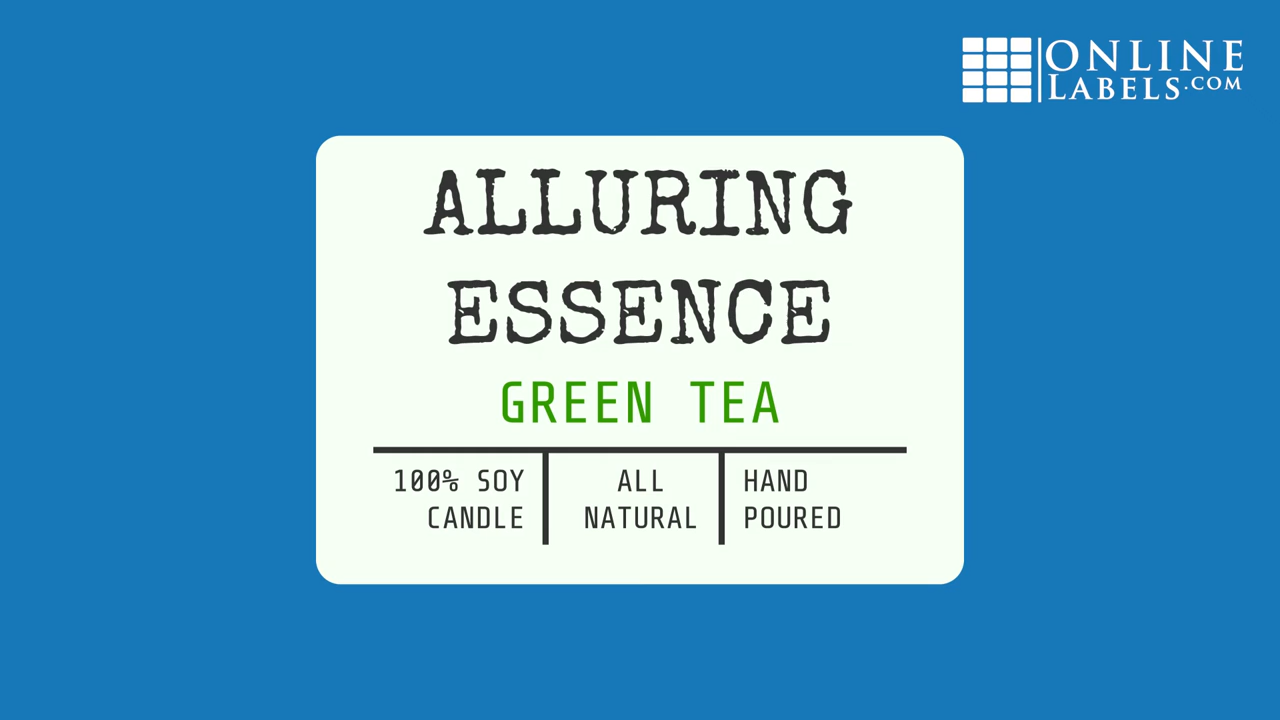 ONLINE
LABELS.COM
ALLURING
ESSENCE
GREEN TEA
100% SOY
CANDLE
ALL
NATURAL
HAND
POURED